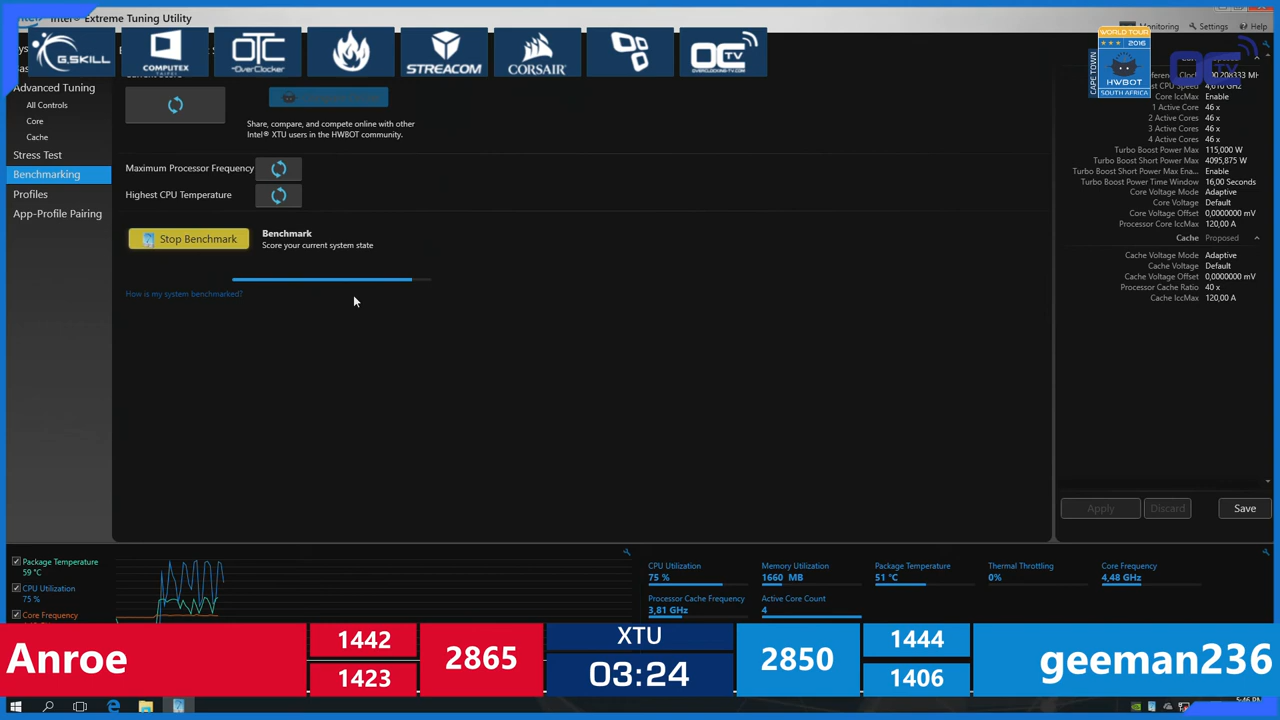 Intel® Extreme Tuning Utility
Monitoring
Settings
Help
G.SKILL
COMPUTEX
TAIPEI
OTC
OVERCLOCKER
STREACOM
CORSAIR
OCTV
OVERCLOCKING-TV.COM
WORLD TOUR
2016
HWBOT
CAPE TOWN
SOUTH AFRICA
OCTV
Advanced Tuning
All Controls
Core
Cache
Stress Test
Benchmarking
Profiles
App-Profile Pairing
Share, compare, and compete online with other
Intel® XTU users in the HWBOT community.
Maximum Processor Frequency
Highest CPU Temperature
Stop Benchmark
Benchmark
Score your current system state
How is my system benchmarked?
Core IccMax Enable
1 Active Core 46 x
2 Active Cores 46 x
3 Active Cores 46 x
4 Active Cores 46 x
Turbo Boost Power Max 115,000 W
Turbo Boost Short Power Max 4095,875 W
Turbo Boost Short Power Max Ena... Enable
Turbo Boost Power Time Window 16,00 Seconds
Core Voltage Mode Adaptive
Core Voltage Default
Core Voltage Offset 0,0000000 mV
Processor Core IccMax 120,00 A
Cache Proposed
Cache Voltage Mode Adaptive
Cache Voltage Default
Cache Voltage Offset 0,0000000 mV
Processor Cache Ratio 40 x
Cache IccMax 120,00 A
Apply
Discard
Save
Package Temperature
59 °C
CPU Utilization
75 %
Core Frequency
CPU Utilization
75 %
Memory Utilization
1660 MB
Package Temperature
51 °C
Thermal Throttling
0%
Core Frequency
4,48 GHz
Processor Cache Frequency
3,81 GHz
Active Core Count
4
Anroe
1442
1423
2865
XTU
03:24
2850
1444
1406
geeman236
5:46 PM